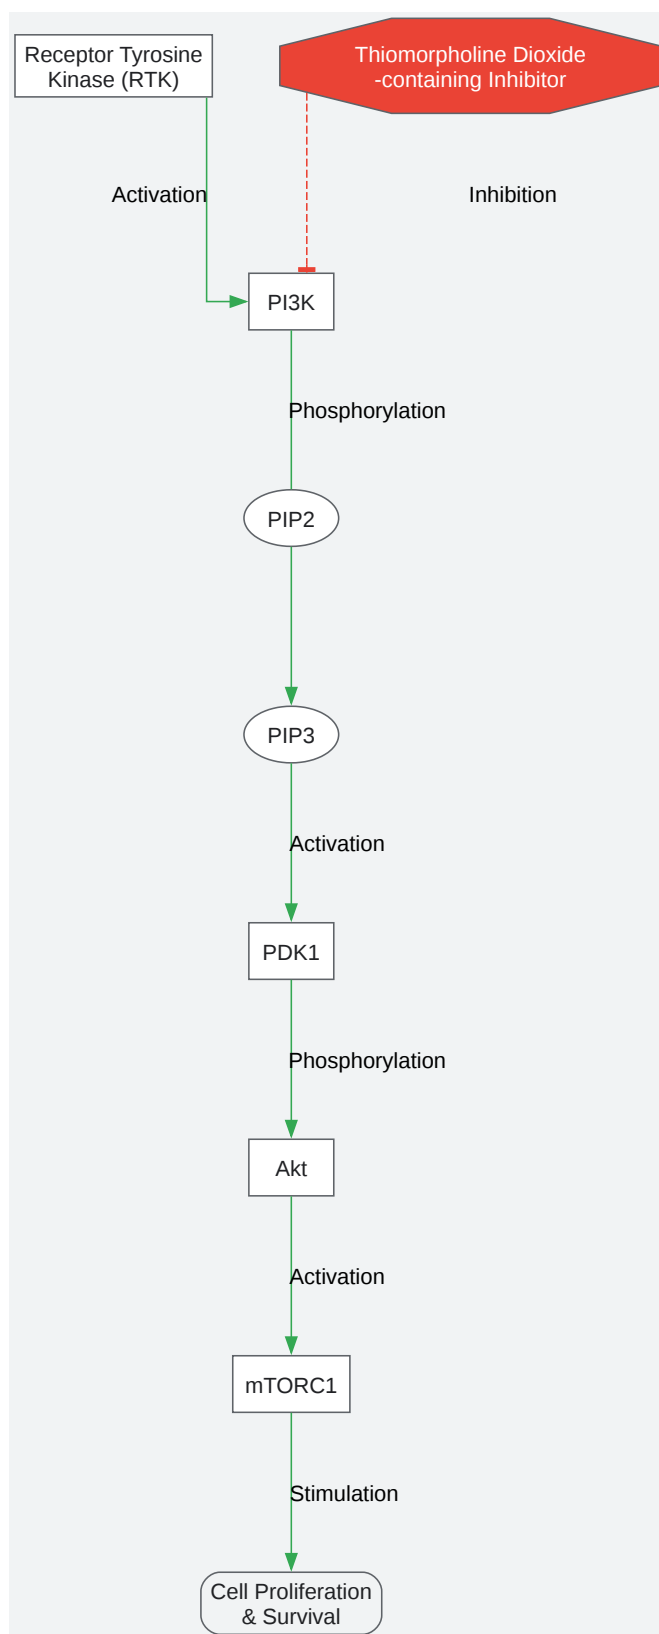 Receptor Tyrosine
Kinase (RTK)
Thiomorpholine Dioxide
-containing Inhibitor
Activation
Inhibition
PI3K
Phosphorylation
PIP2
PIP3
Activation
PDK1
Phosphorylation
Akt
Activation
mTORC1
Stimulation
Cell Proliferation
& Survival